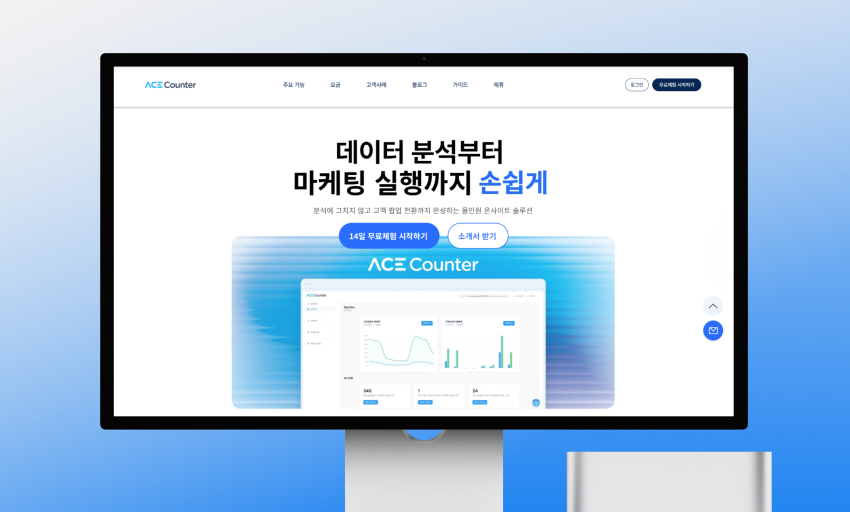 ACE Counter
주요 기능
요금
고객사례
블로그
가이드
제휴
로그인
무료체험 시작하기
데이터 분석부터
마케팅 실행까지 손쉽게
분석에 그치지 않고 고객 팝업 전환까지 완성하는 올인원 온사이트 솔루션
14일 무료체험 시작하기
소개서 받기
ACE Counter
ACE Counter
340
1
24